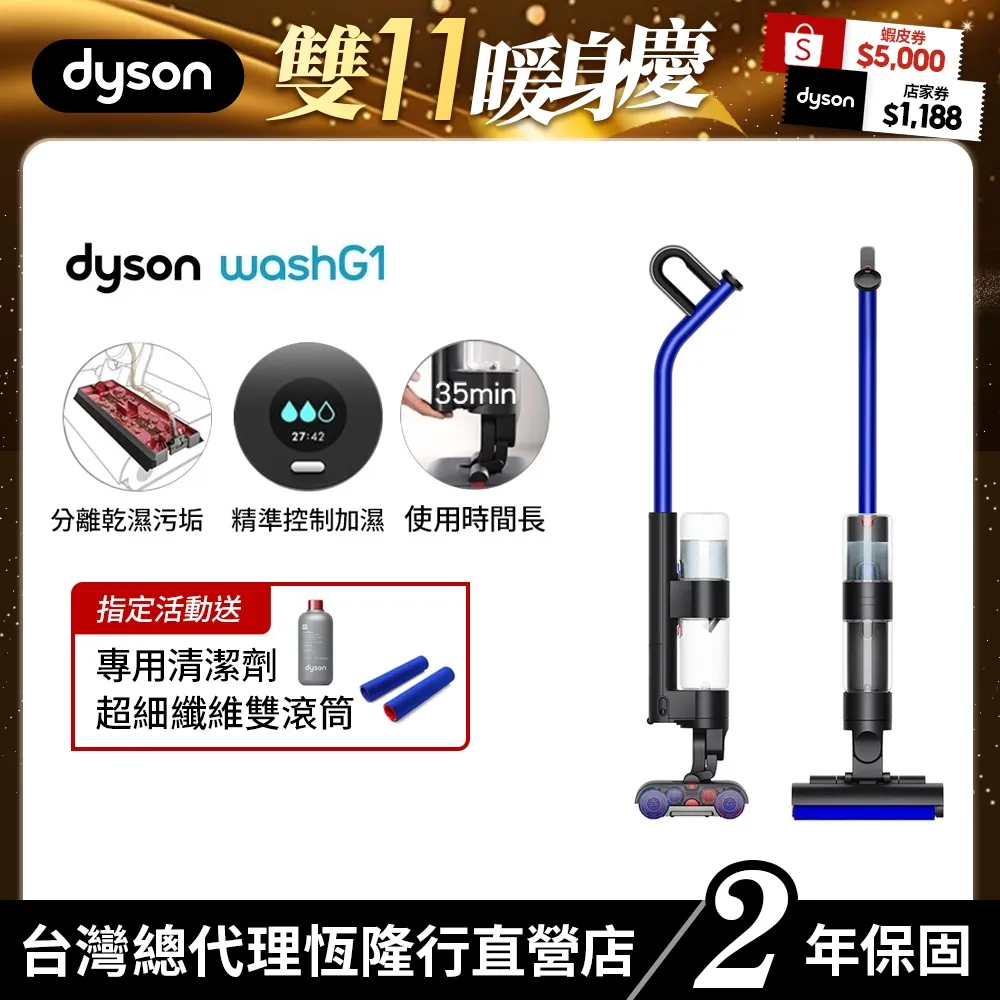 dyson
雙11暖身慶
蝦皮券
$5,000
dyson
店家券
$1,188
dyson washG1
27:42
35min
分離乾濕污垢
精準控制加濕
使用時間長
指定活動送
專用清潔劑
超細纖維雙滾筒
dyson
台灣總代理恆隆行直營店
2年保固